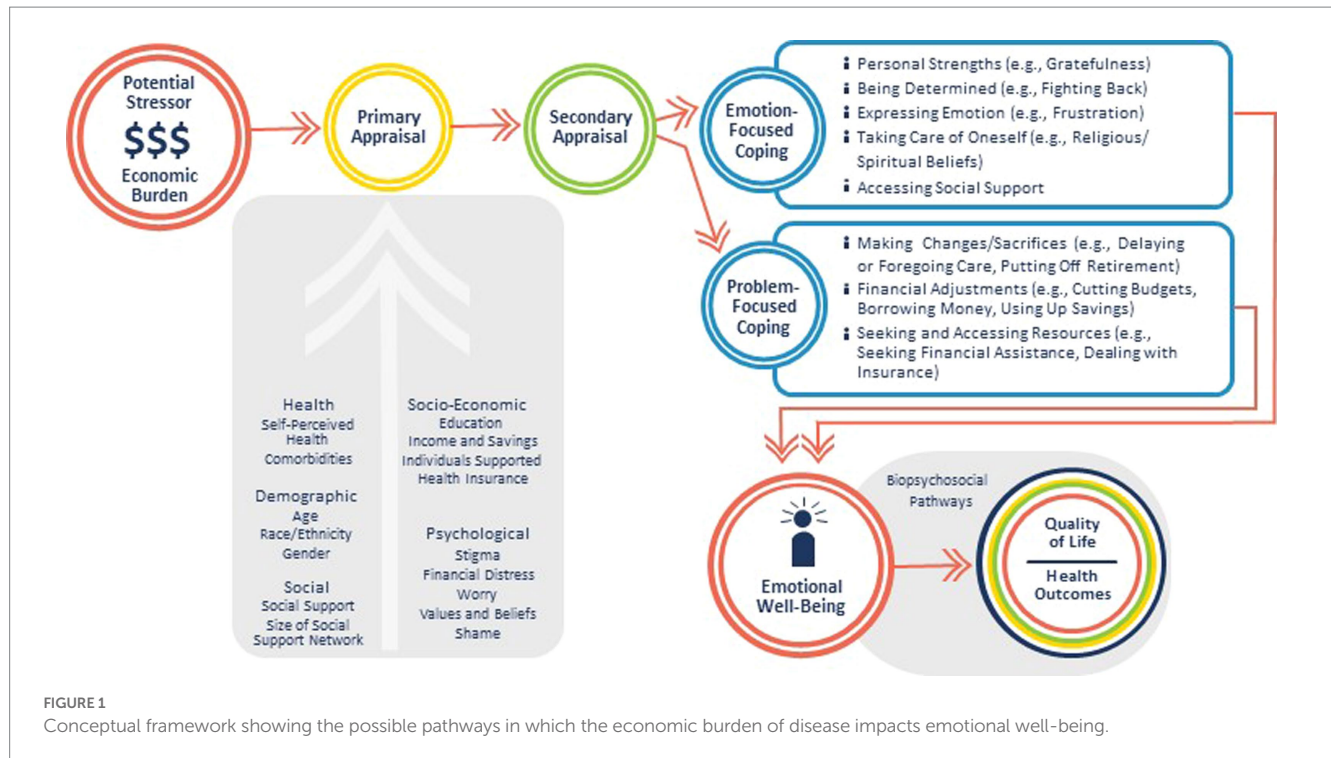 Potential
Stressor
$$$
Economic
Burden
Primary
Appraisal
Secondary
Appraisal
Emotion-
Focused
Coping
Personal Strengths (e.g., Gratefulness)
Being Determined (e.g., Fighting Back)
Expressing Emotion (e.g., Frustration)
Taking Care of Oneself (e.g., Religious/
Spiritual Beliefs)
Accessing Social Support
Problem-
Focused
Coping
Making Changes/Sacrifices (e.g., Delaying
or Foregoing Care, Putting Off Retirement)
Financial Adjustments (e.g., Cutting Budgets,
Borrowing Money, Using Up Savings)
Seeking and Accessing Resources (e.g.,
Seeking Financial Assistance, Dealing with
Insurance)
Health
Self-Perceived
Health
Comorbidities
Demographic
Age
Race/Ethnicity
Gender
Social
Social Support
Size of Social
Support Network
Socio-Economic
Education
Income and Savings
Individuals Supported
Health Insurance
Psychological
Stigma
Financial Distress
Worry
Values and Beliefs
Shame
Emotional
Well-Being
Biopsychosocial
Pathways
Quality
of Life
Health
Outcomes
FIGURE 1
Conceptual framework showing the possible pathways in which the economic burden of disease impacts emotional well-being.